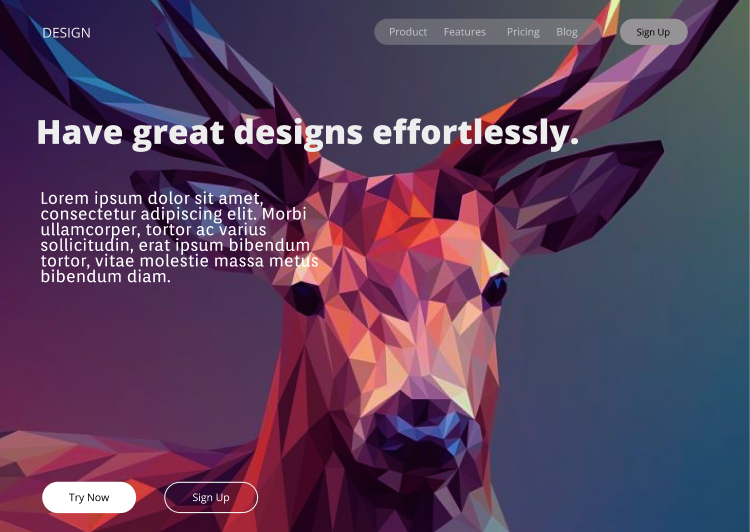 DESIGN
Product Features Pricing Blog Sign Up
Have great designs effortlessly.
Lorem ipsum dolor sit amet,
consectetur adipiscing elit. Morbi
ullamcorper, tortor ac varius
sollicitudin, erat ipsum bibendum
tortor, vitae molestie massa metus
bibendum diam.
Try Now Sign Up